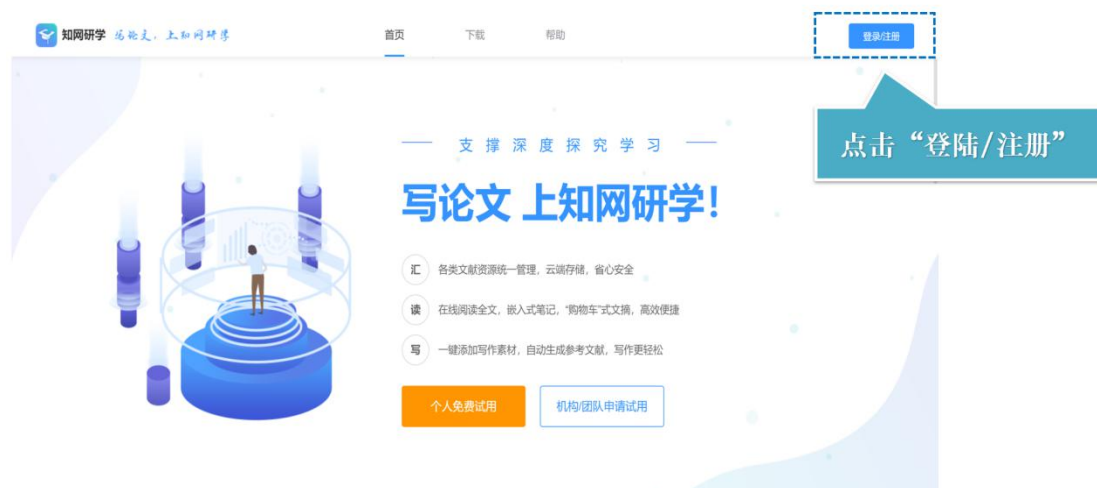 知网研学 写论文，上知网研学 首页 下载 帮助 登录/注册
点击“登陆/注册”
支撑深度探究学习
写论文 上知网研学！
汇 各类文献资源统一管理，云端存储，省心安全
读 在线阅读全文，嵌入式笔记，“购物车”式文摘，高效便捷
写 一键添加写作素材，自动生成参考文献，写作更轻松
个人免费试用 机构/团队申请试用